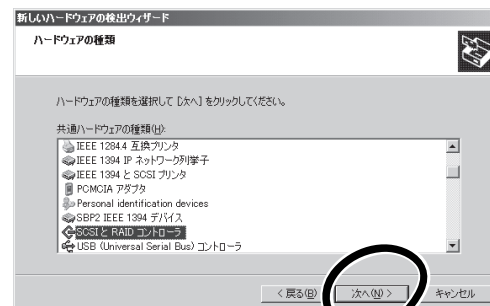 新しいハードウェアの検出ウィザード
ハードウェアの種類
ハードウェアの種類を選択して [次へ] をクリックしてください。
共通ハードウェアの種類(H):
IEEE 1284.4 互換プリンタ
IEEE 1394 IP ネットワーク列挙子
IEEE 1394 と SCSI プリンタ
PCMCIA アダプタ
Personal identification devices
SBP2 IEEE 1394 デバイス
SCSI と RAID コントローラ
USB (Universal Serial Bus) コントローラ
< 戻る(B) 次へ(N) > キャンセル